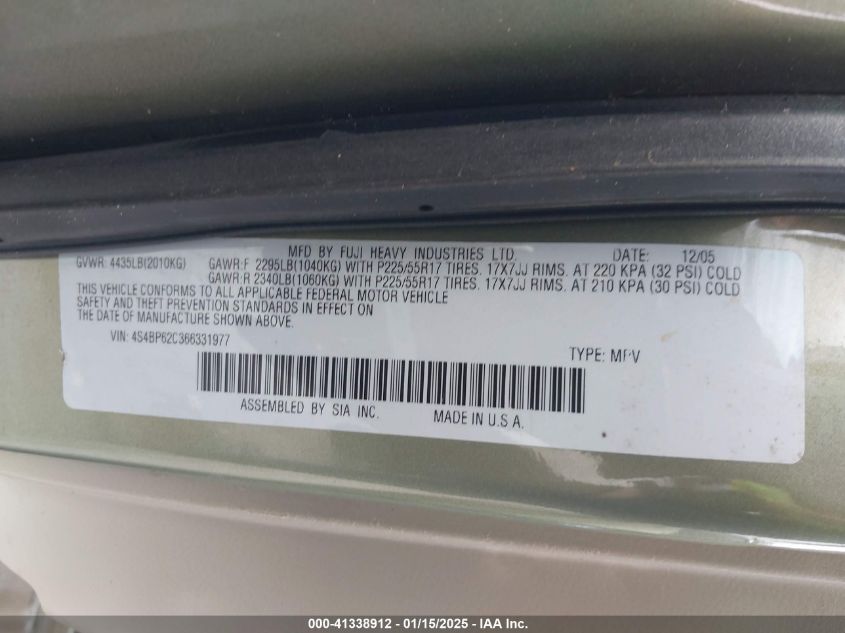 MFD BY FUJI HEAVY INDUSTRIES LTD. DATE: 12/05
GVWR: 4435LB(2010KG) GAWR:F 2295LB(1040KG) WITH P225/55R17 TIRES. 17X7JJ RIMS. AT 220 KPA (32 PSI) COLD
GAWR:R 2340LB(1060KG) WITH P225/55R17 TIRES. 17X7JJ RIMS. AT 210 KPA (30 PSI) COLD
THIS VEHICLE CONFORMS TO ALL APPLICABLE FEDERAL MOTOR VEHICLE
SAFETY AND THEFT PREVENTION STANDARDS IN EFFECT ON
THE DATE OF MANUFACTURE SHOWN ABOVE.
VIN: 4S4BP62C366331977 TYPE: MPV
ASSEMBLED BY SIA INC. MADE IN U.S.A.
000-41338912 - 01/15/2025 - IAA Inc.